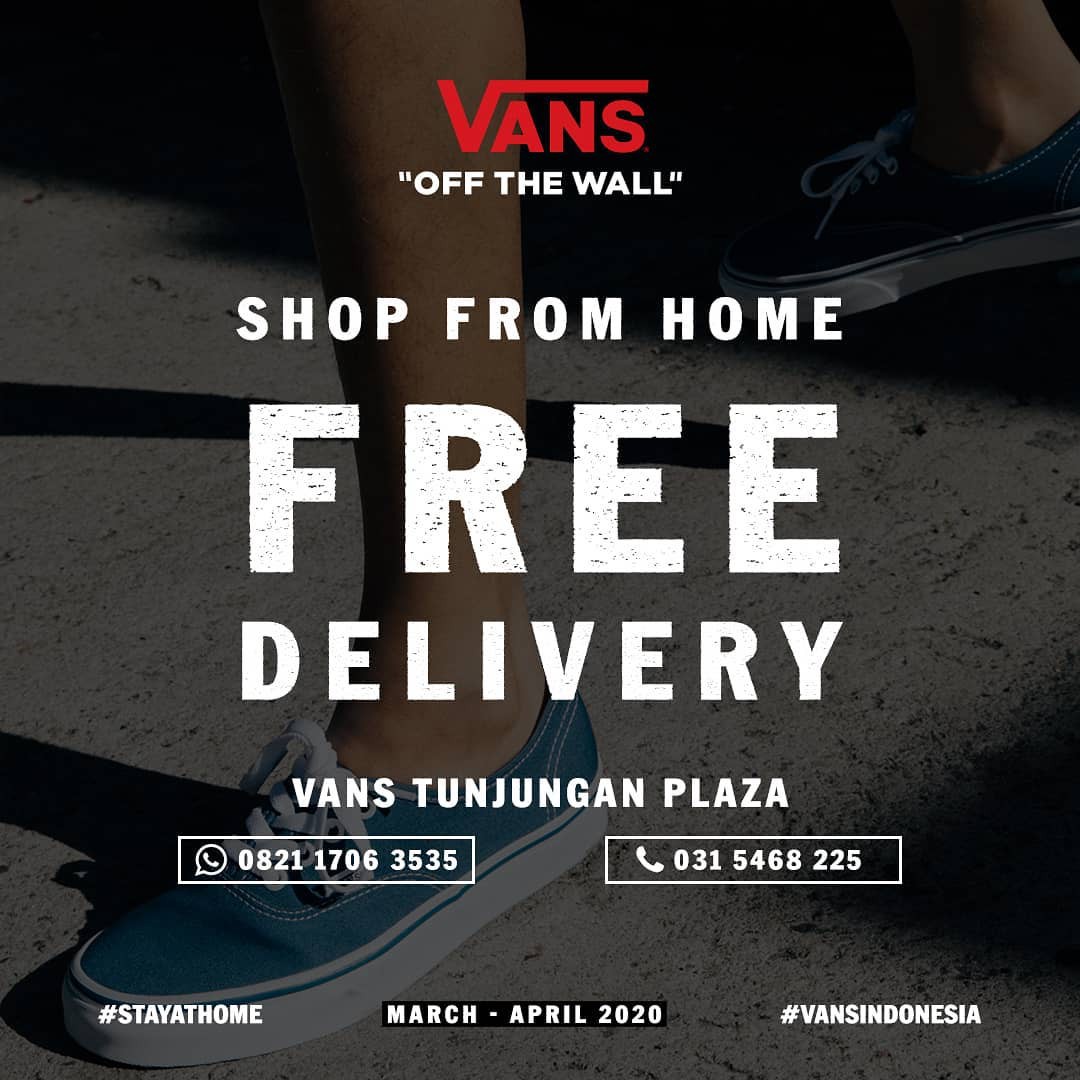 VANS
"OFF THE WALL"
SHOP FROM HOME
FREE
DELIVERY
VANS TUNJUNGAN PLAZA
0821 1706 3535
031 5468 225
#STAYATHOME
MARCH - APRIL 2020
#VANSINDONESIA